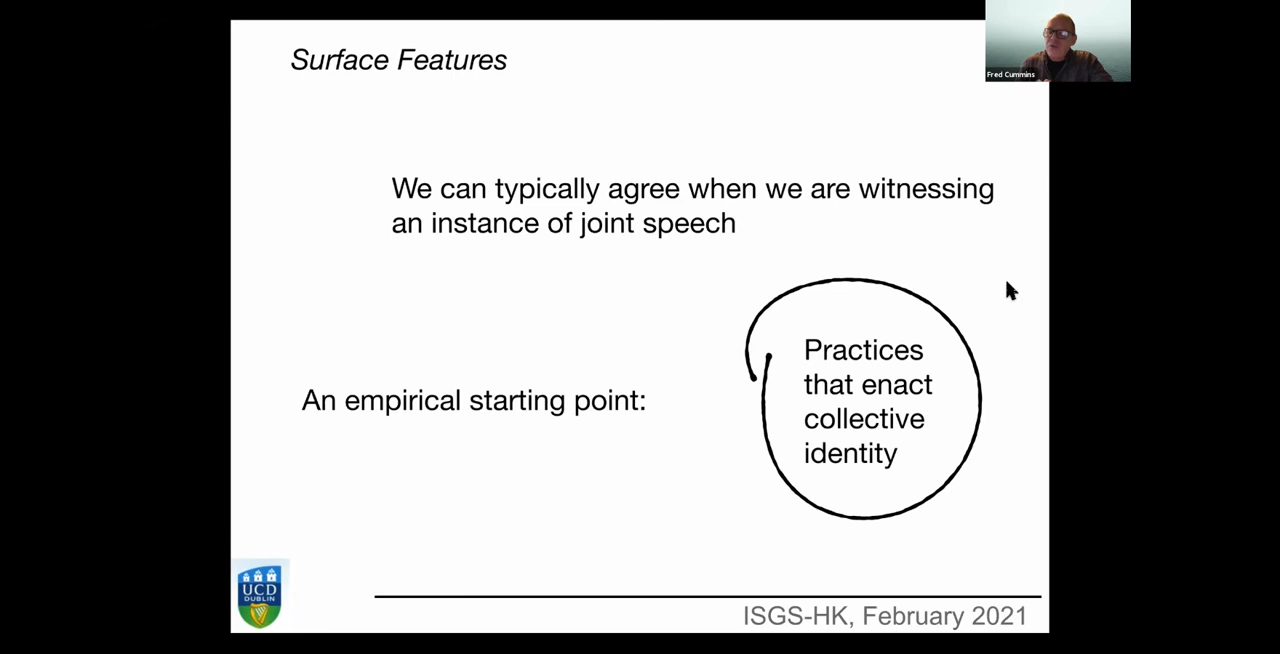 Surface Features
Fred Cummins
We can typically agree when we are witnessing
an instance of joint speech
An empirical starting point:
Practices
that enact
collective
identity
UCD
DUBLIN
ISGS-HK, February 2021